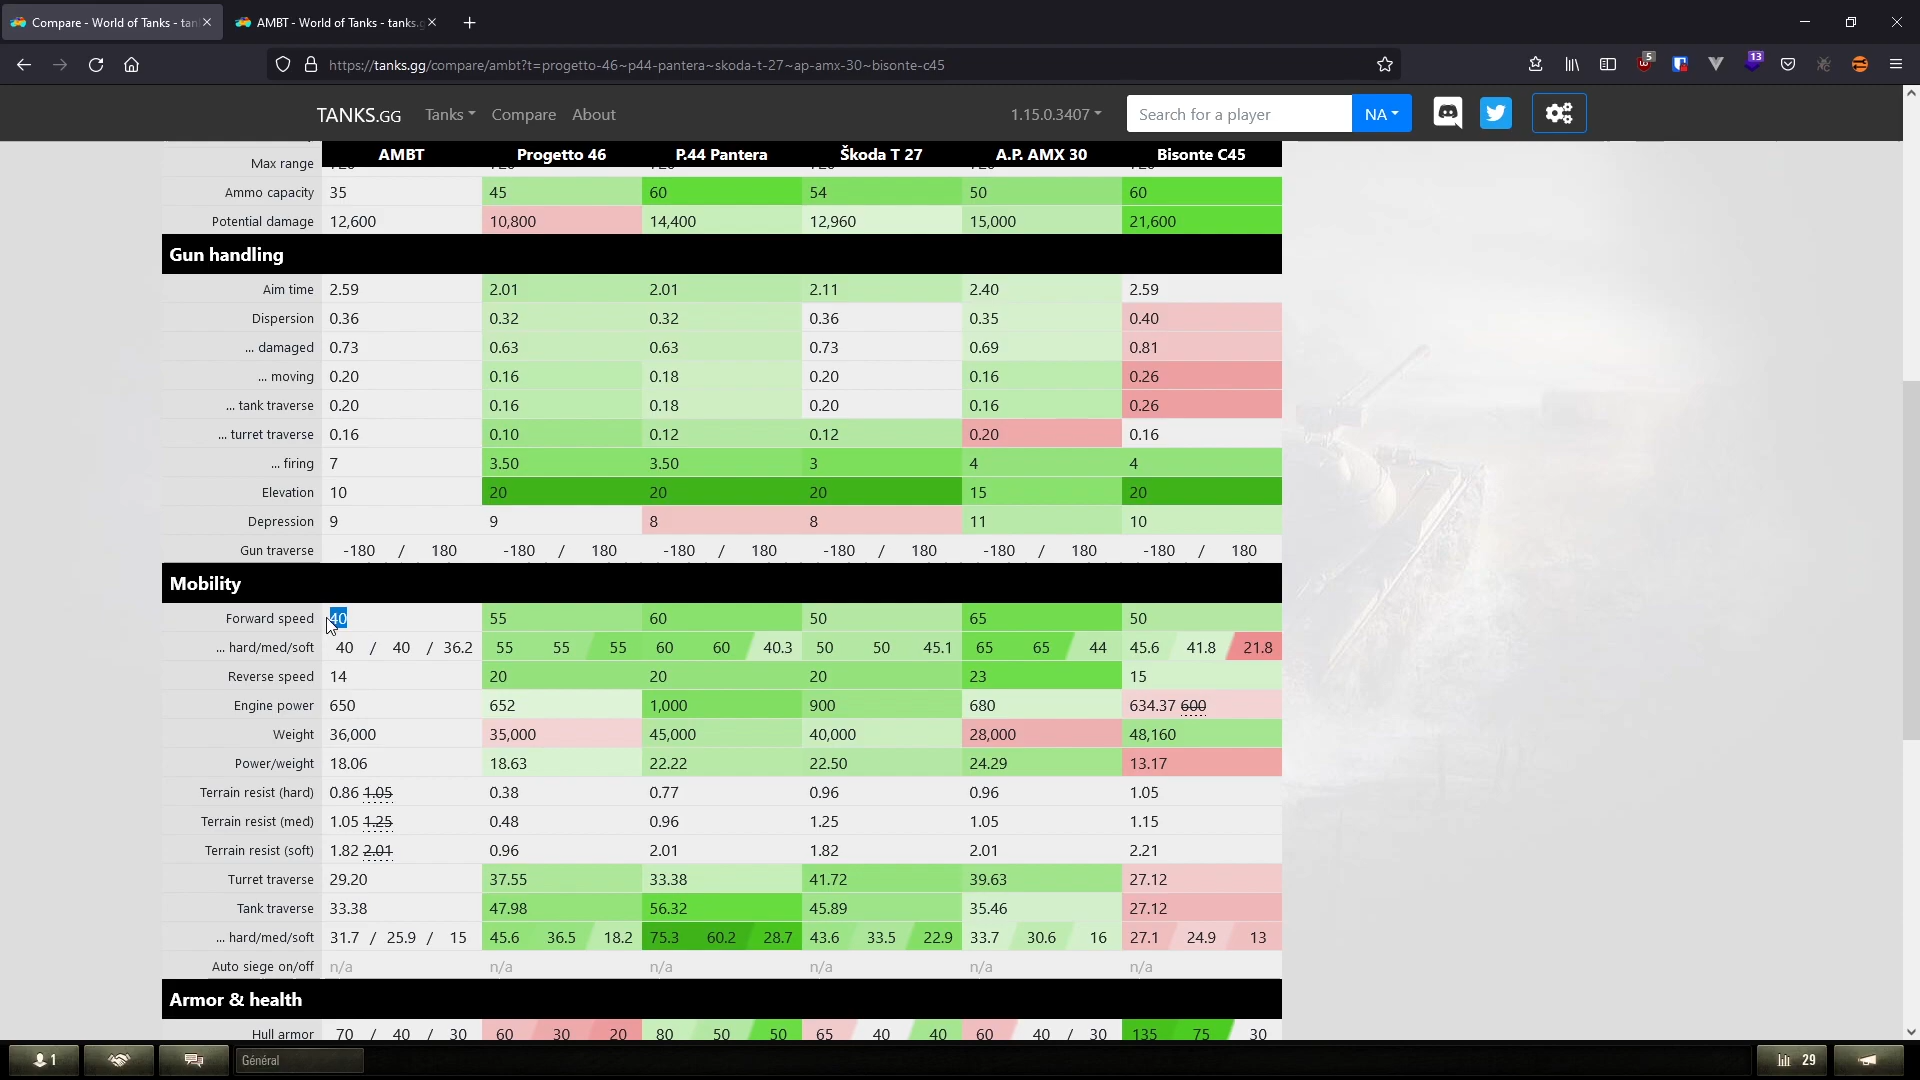 Compare - World of Tanks - tan
AMBT - World of Tanks - tanks.g
https://tanks.gg/compare/ambt?t=progetto-46~p44-pantera~skoda-t-27~ap-amx-30~bisonte-c45
5
13
TANKS.GG Tanks Compare About 1.15.0.3407 Search for a player NA
AMBT Progetto 46 P.44 Pantera Škoda T 27 A.P. AMX 30 Bisonte C45
Max range
Ammo capacity 35 45 60 54 50 60
Potential damage 12,600 10,800 14,400 12,960 15,000 21,600
Gun handling
Aim time 2.59 2.01 2.01 2.11 2.40 2.59
Dispersion 0.36 0.32 0.32 0.36 0.35 0.40
... damaged 0.73 0.63 0.63 0.73 0.69 0.81
... moving 0.20 0.16 0.18 0.20 0.16 0.26
... tank traverse 0.20 0.16 0.18 0.20 0.16 0.26
... turret traverse 0.16 0.10 0.12 0.12 0.20 0.16
... firing 7 3.50 3.50 3 4 4
Elevation 10 20 20 20 15 20
Depression 9 9 8 8 11 10
Gun traverse -180 / 180 -180 / 180 -180 / 180 -180 / 180 -180 / 180 -180 / 180
Mobility
Forward speed 40 55 60 50 65 50
... hard/med/soft 40 / 40 / 36.2 55 55 55 60 60 40.3 50 50 45.1 65 65 44 45.6 41.8 21.8
Reverse speed 14 20 20 20 23 15
Engine power 650 652 1,000 900 680 634.37 600
Weight 36,000 35,000 45,000 40,000 28,000 48,160
Power/weight 18.06 18.63 22.22 22.50 24.29 13.17
Terrain resist (hard) 0.86 1.05 0.38 0.77 0.96 0.96 1.05
Terrain resist (med) 1.05 1.25 0.48 0.96 1.25 1.05 1.15
Terrain resist (soft) 1.82 2.01 0.96 2.01 1.82 2.01 2.21
Turret traverse 29.20 37.55 33.38 41.72 39.63 27.12
Tank traverse 33.38 47.98 56.32 45.89 35.46 27.12
... hard/med/soft 31.7 / 25.9 / 15 45.6 36.5 18.2 75.3 60.2 28.7 43.6 33.5 22.9 33.7 30.6 16 27.1 24.9 13
Auto siege on/off n/a n/a n/a n/a n/a n/a
Armor & health
Hull armor 70 / 40 / 30 60 30 20 80 50 50 65 40 40 60 40 / 30 135 75 30
1 Général 29